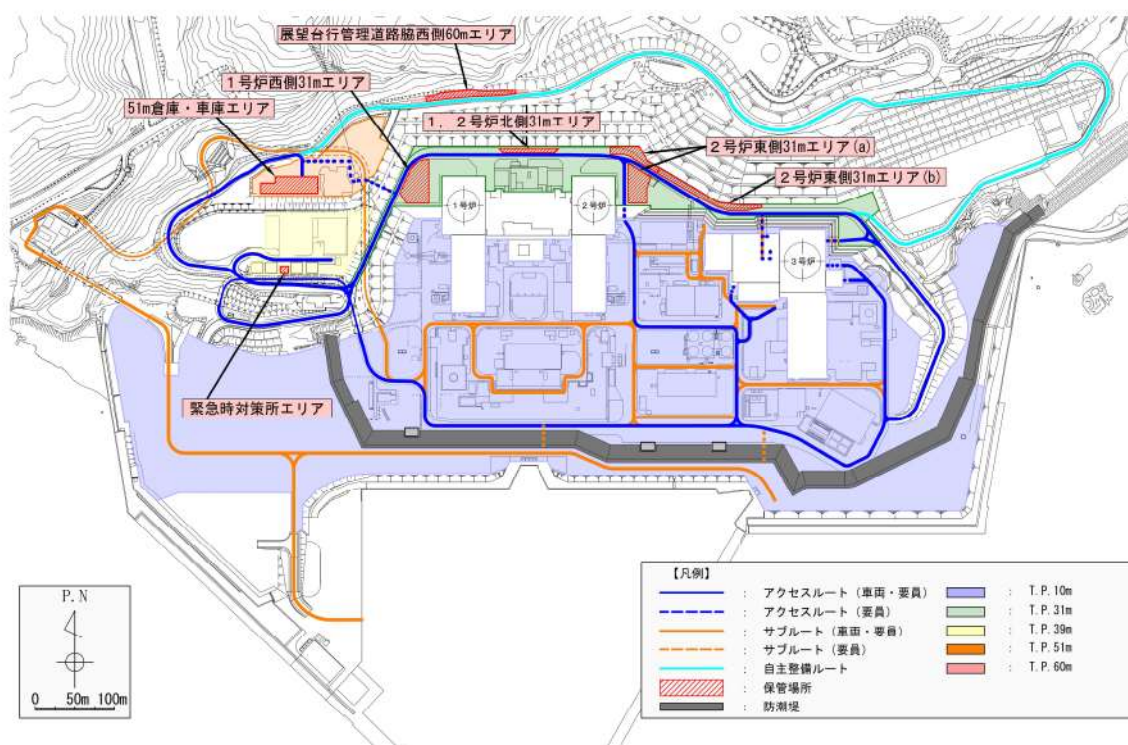 展望台行管理道路脇西側60mエリア
1号炉西側31mエリア
51m倉庫・車庫エリア
1,2号炉北側31mエリア
2号炉東側31mエリア(a)
2号炉東側31mエリア(b)
1号炉
2号炉
3号炉
緊急時対策所エリア
P.N
0 50m 100m
【凡例】
: アクセスルート(車両・要員)
: アクセスルート(要員)
: サブルート(車両・要員)
: サブルート(要員)
: 自主整備ルート
: 保管場所
: 防潮堤
: T.P.10m
: T.P.31m
: T.P.39m
: T.P.51m
: T.P.60m